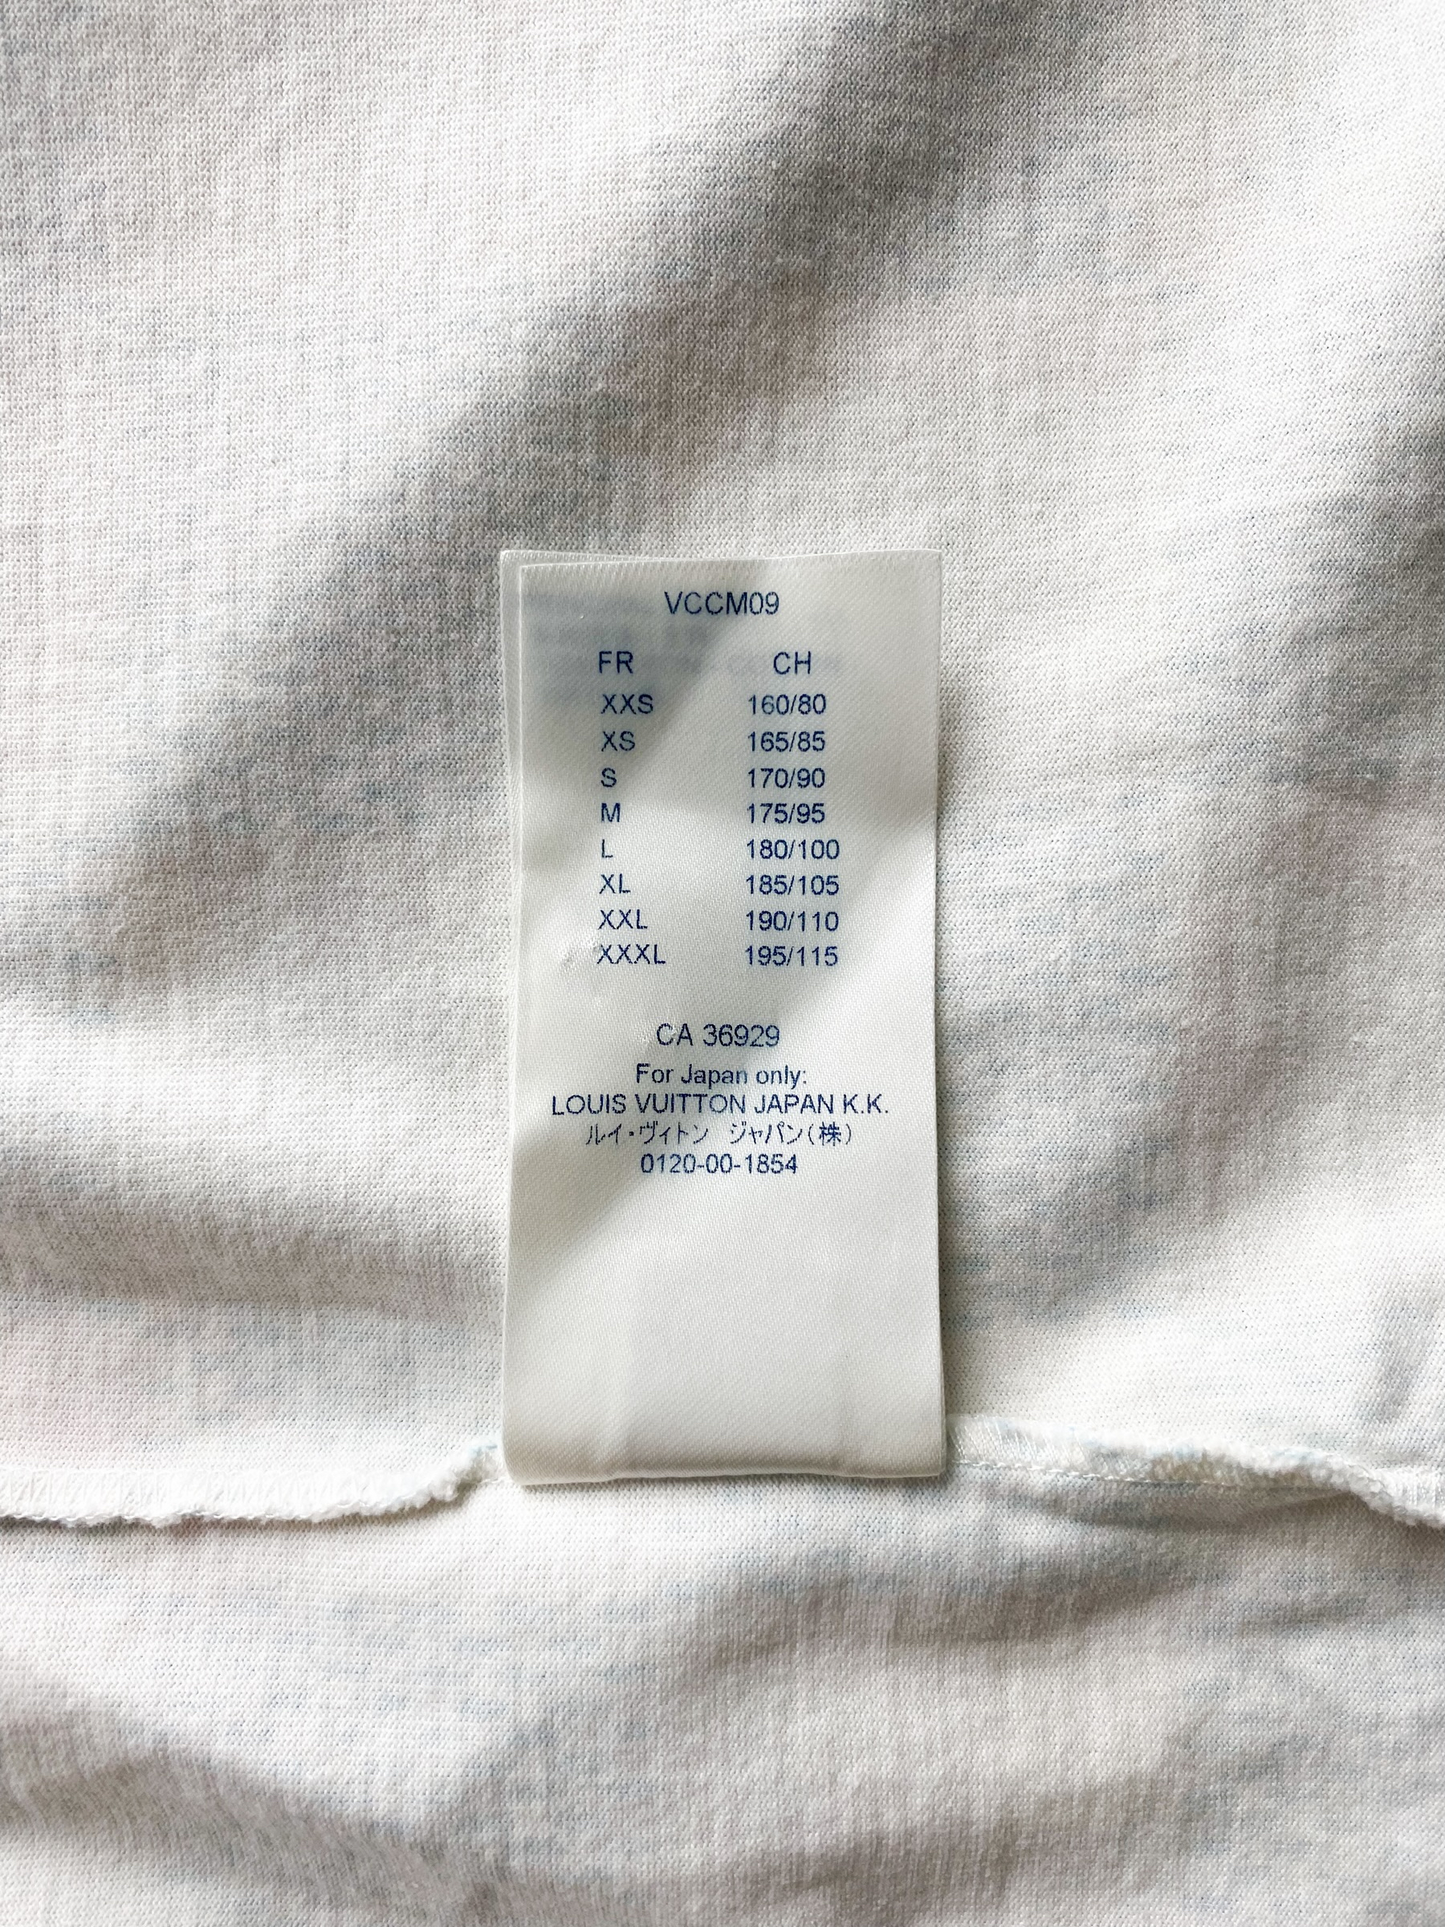 VCCM09
FR CH
XXS 160/80
XS 165/85
S 170/90
M 175/95
L 180/100
XL 185/105
XXL 190/110
XXXL 195/115
CA 36929
For Japan only:
LOUIS VUITTON JAPAN K.K.
ルイ・ヴィトン ジャパン(株)
0120-00-1854